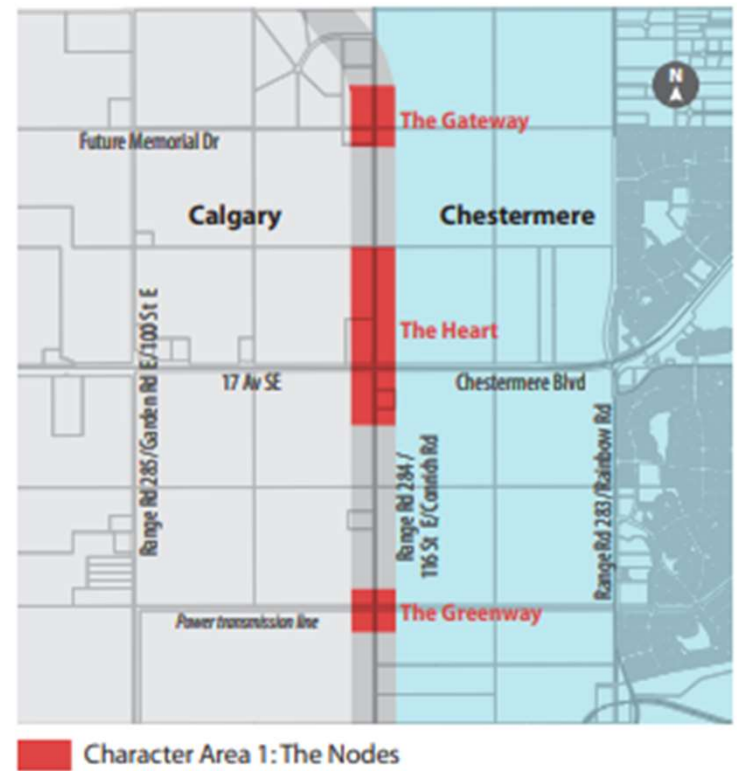 N
The Gateway
Future Memorial Dr
Calgary
Chestermere
Range Rd 285/Garden Rd E/100 St E
The Heart
17 Av SE
Chestermere Blvd
Range Rd 284 /
116 St E/Conrich Rd
Range Rd 283/Rainbow Rd
The Greenway
Power transmission line
Character Area 1: The Nodes